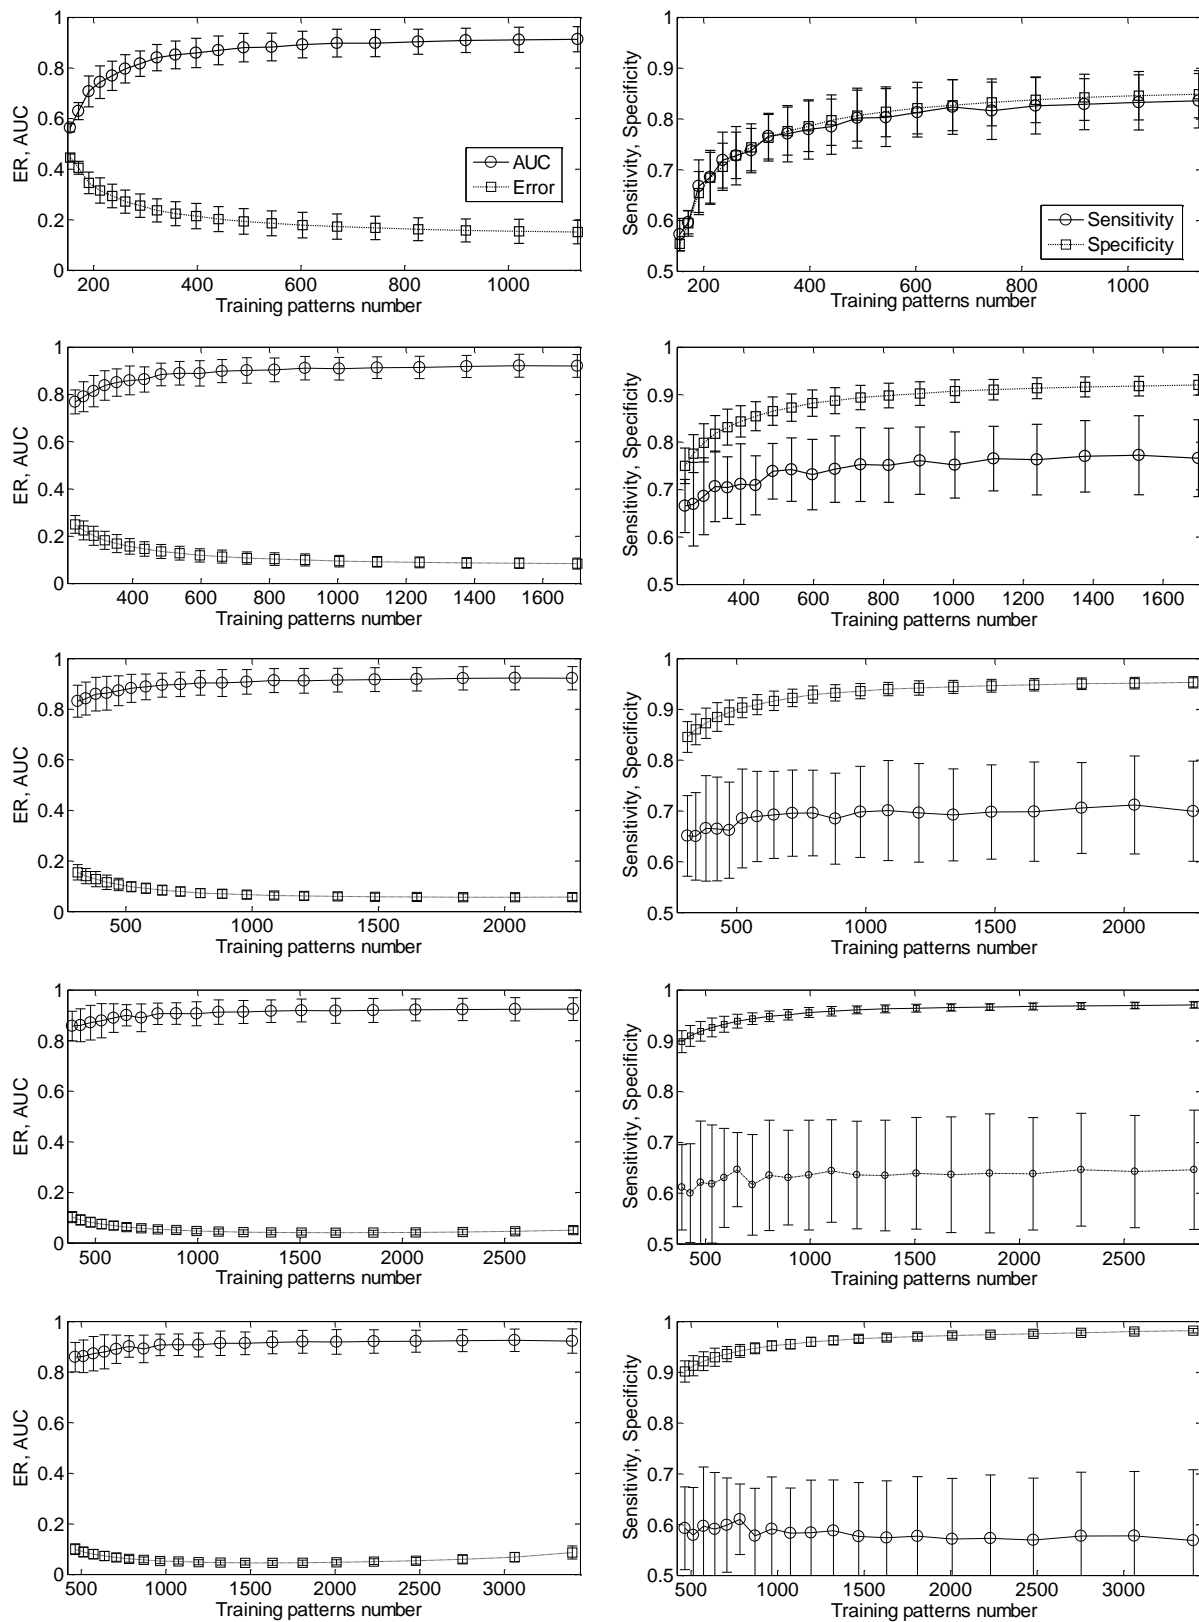 1
0.8
0.6
0.4
0.2
0
ER, AUC
AUC
Error
200 400 600 800 1000
Training patterns number
1
0.9
0.8
0.7
0.6
0.5
Sensitivity, Specificity
Sensitivity
Specificity
200 400 600 800 1000
Training patterns number
1
0.8
0.6
0.4
0.2
0
ER, AUC
400 600 800 1000 1200 1400 1600
Training patterns number
1
0.9
0.8
0.7
0.6
0.5
Sensitivity, Specificity
400 600 800 1000 1200 1400 1600
Training patterns number
1
0.8
0.6
0.4
0.2
0
ER, AUC
500 1000 1500 2000
Training patterns number
1
0.9
0.8
0.7
0.6
0.5
Sensitivity, Specificity
500 1000 1500 2000
Training patterns number
1
0.8
0.6
0.4
0.2
0
ER, AUC
500 1000 1500 2000 2500
Training patterns number
1
0.9
0.8
0.7
0.6
0.5
Sensitivity, Specificity
500 1000 1500 2000 2500
Training patterns number
1
0.8
0.6
0.4
0.2
0
ER, AUC
500 1000 1500 2000 2500 3000
Training patterns number
1
0.9
0.8
0.7
0.6
0.5
Sensitivity, Specificity
500 1000 1500 2000 2500 3000
Training patterns number